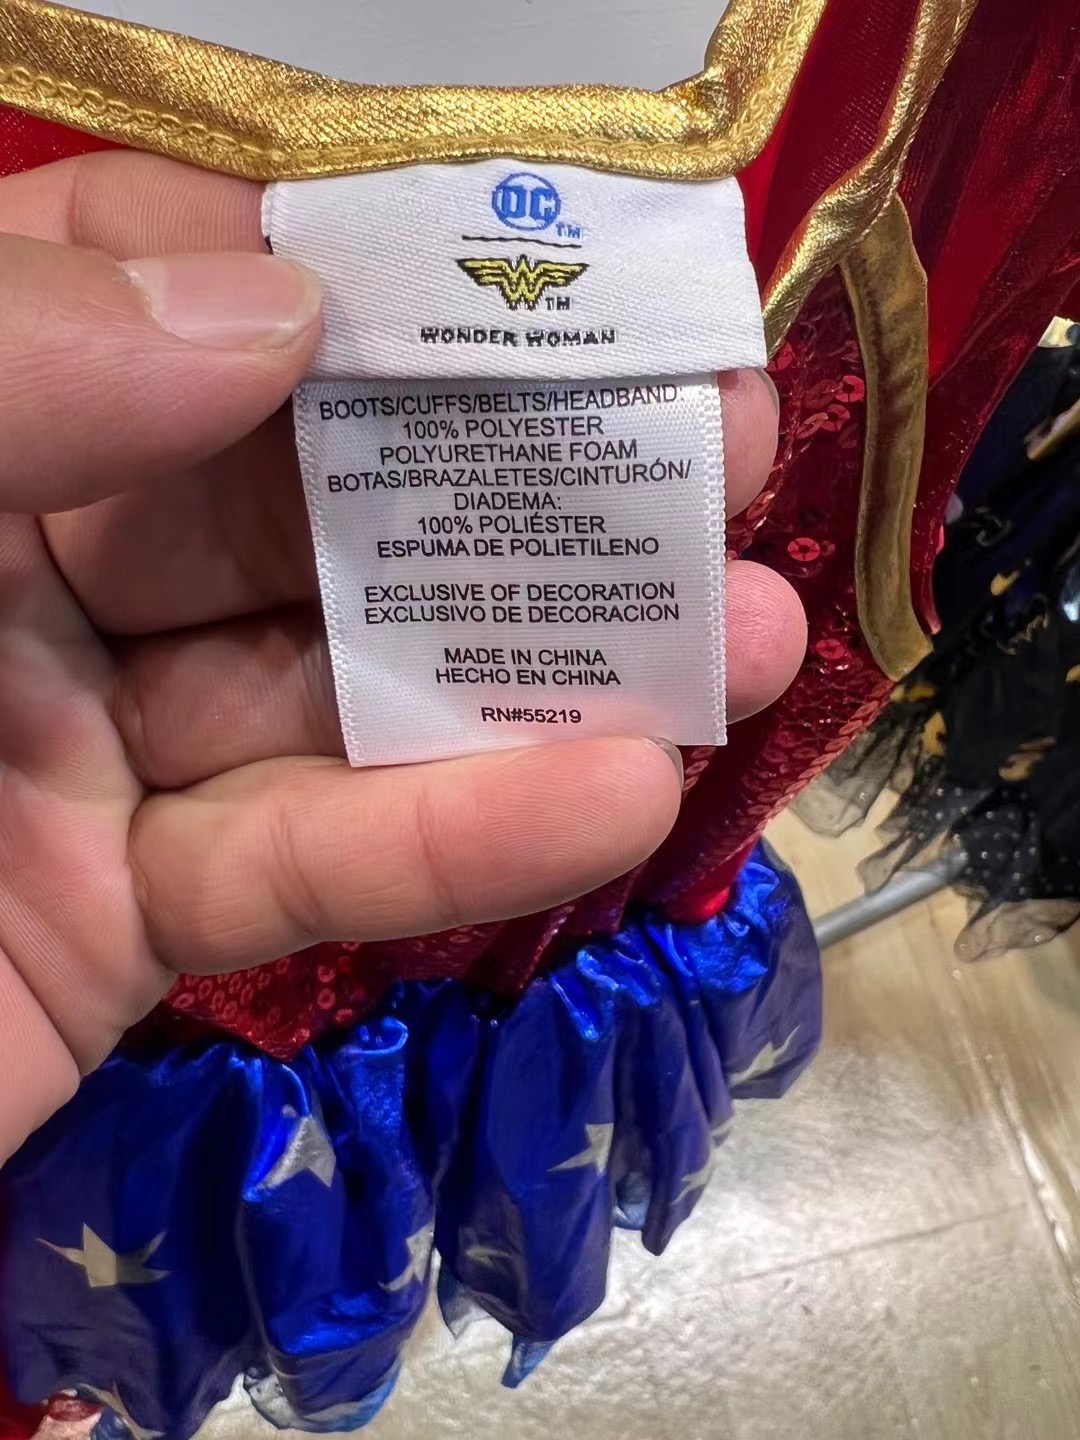 DC TM
W TM
WONDER WOMAN
BOOTS/CUFFS/BELTS/HEADBAND:
100% POLYESTER
POLYURETHANE FOAM
BOTAS/BRAZALETES/CINTURÓN/
DIADEMA:
100% POLIÉSTER
ESPUMA DE POLIETILENO
EXCLUSIVE OF DECORATION
EXCLUSIVO DE DECORACION
MADE IN CHINA
HECHO EN CHINA
RN#55219